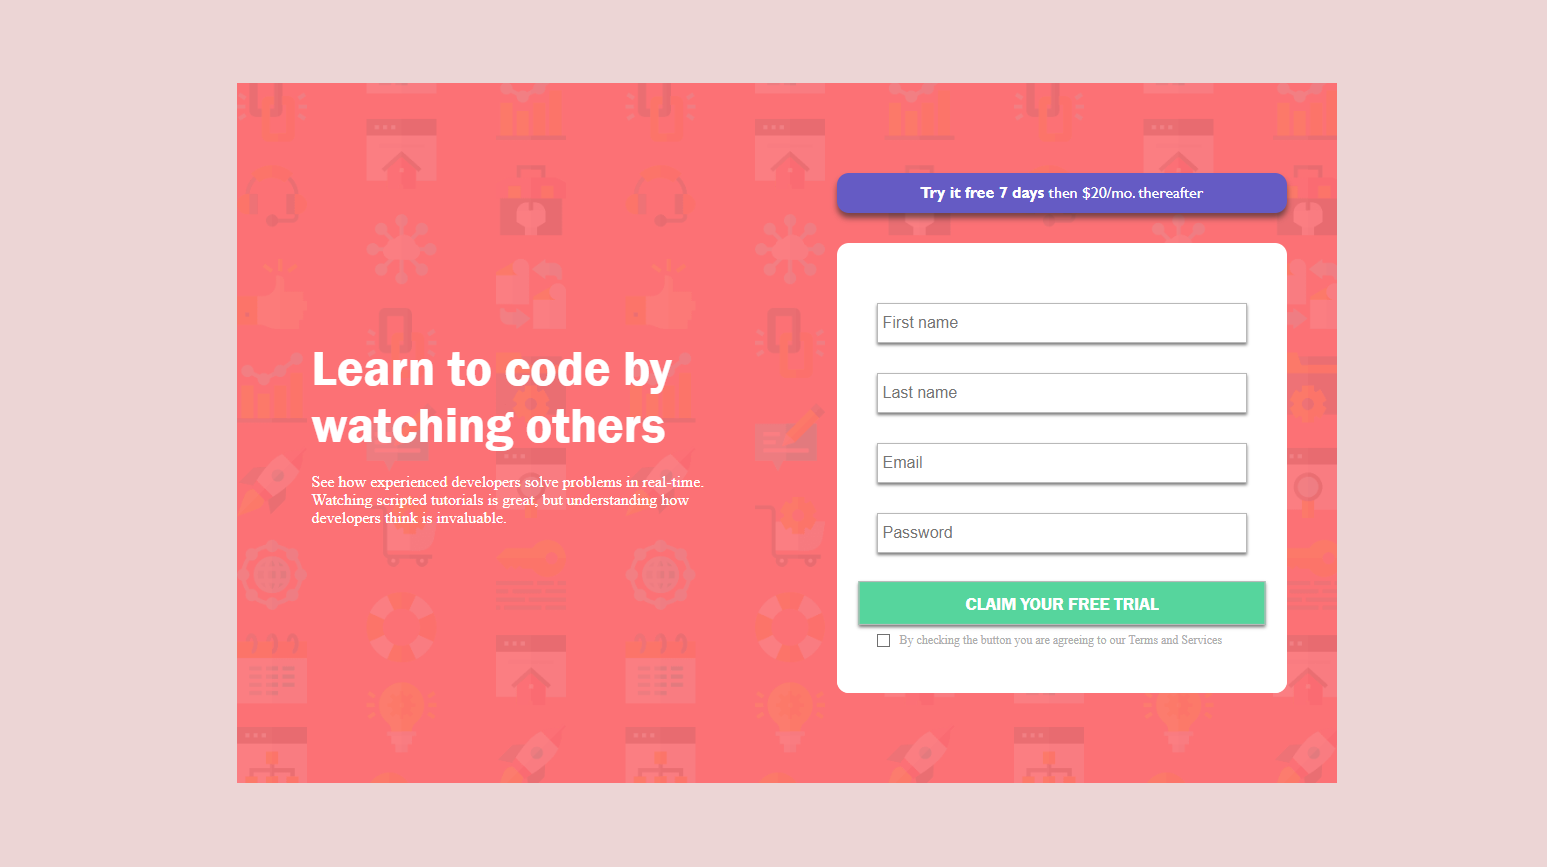 Learn to code by
watching others
See how experienced developers solve problems in real-time.
Watching scripted tutorials is great, but understanding how
developers think is invaluable.
Try it free 7 days then $20/mo. thereafter
First name
Last name
Email
Password
CLAIM YOUR FREE TRIAL
By checking the button you are agreeing to our Terms and Services